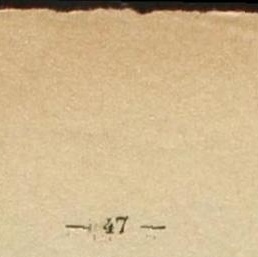 — 47 —